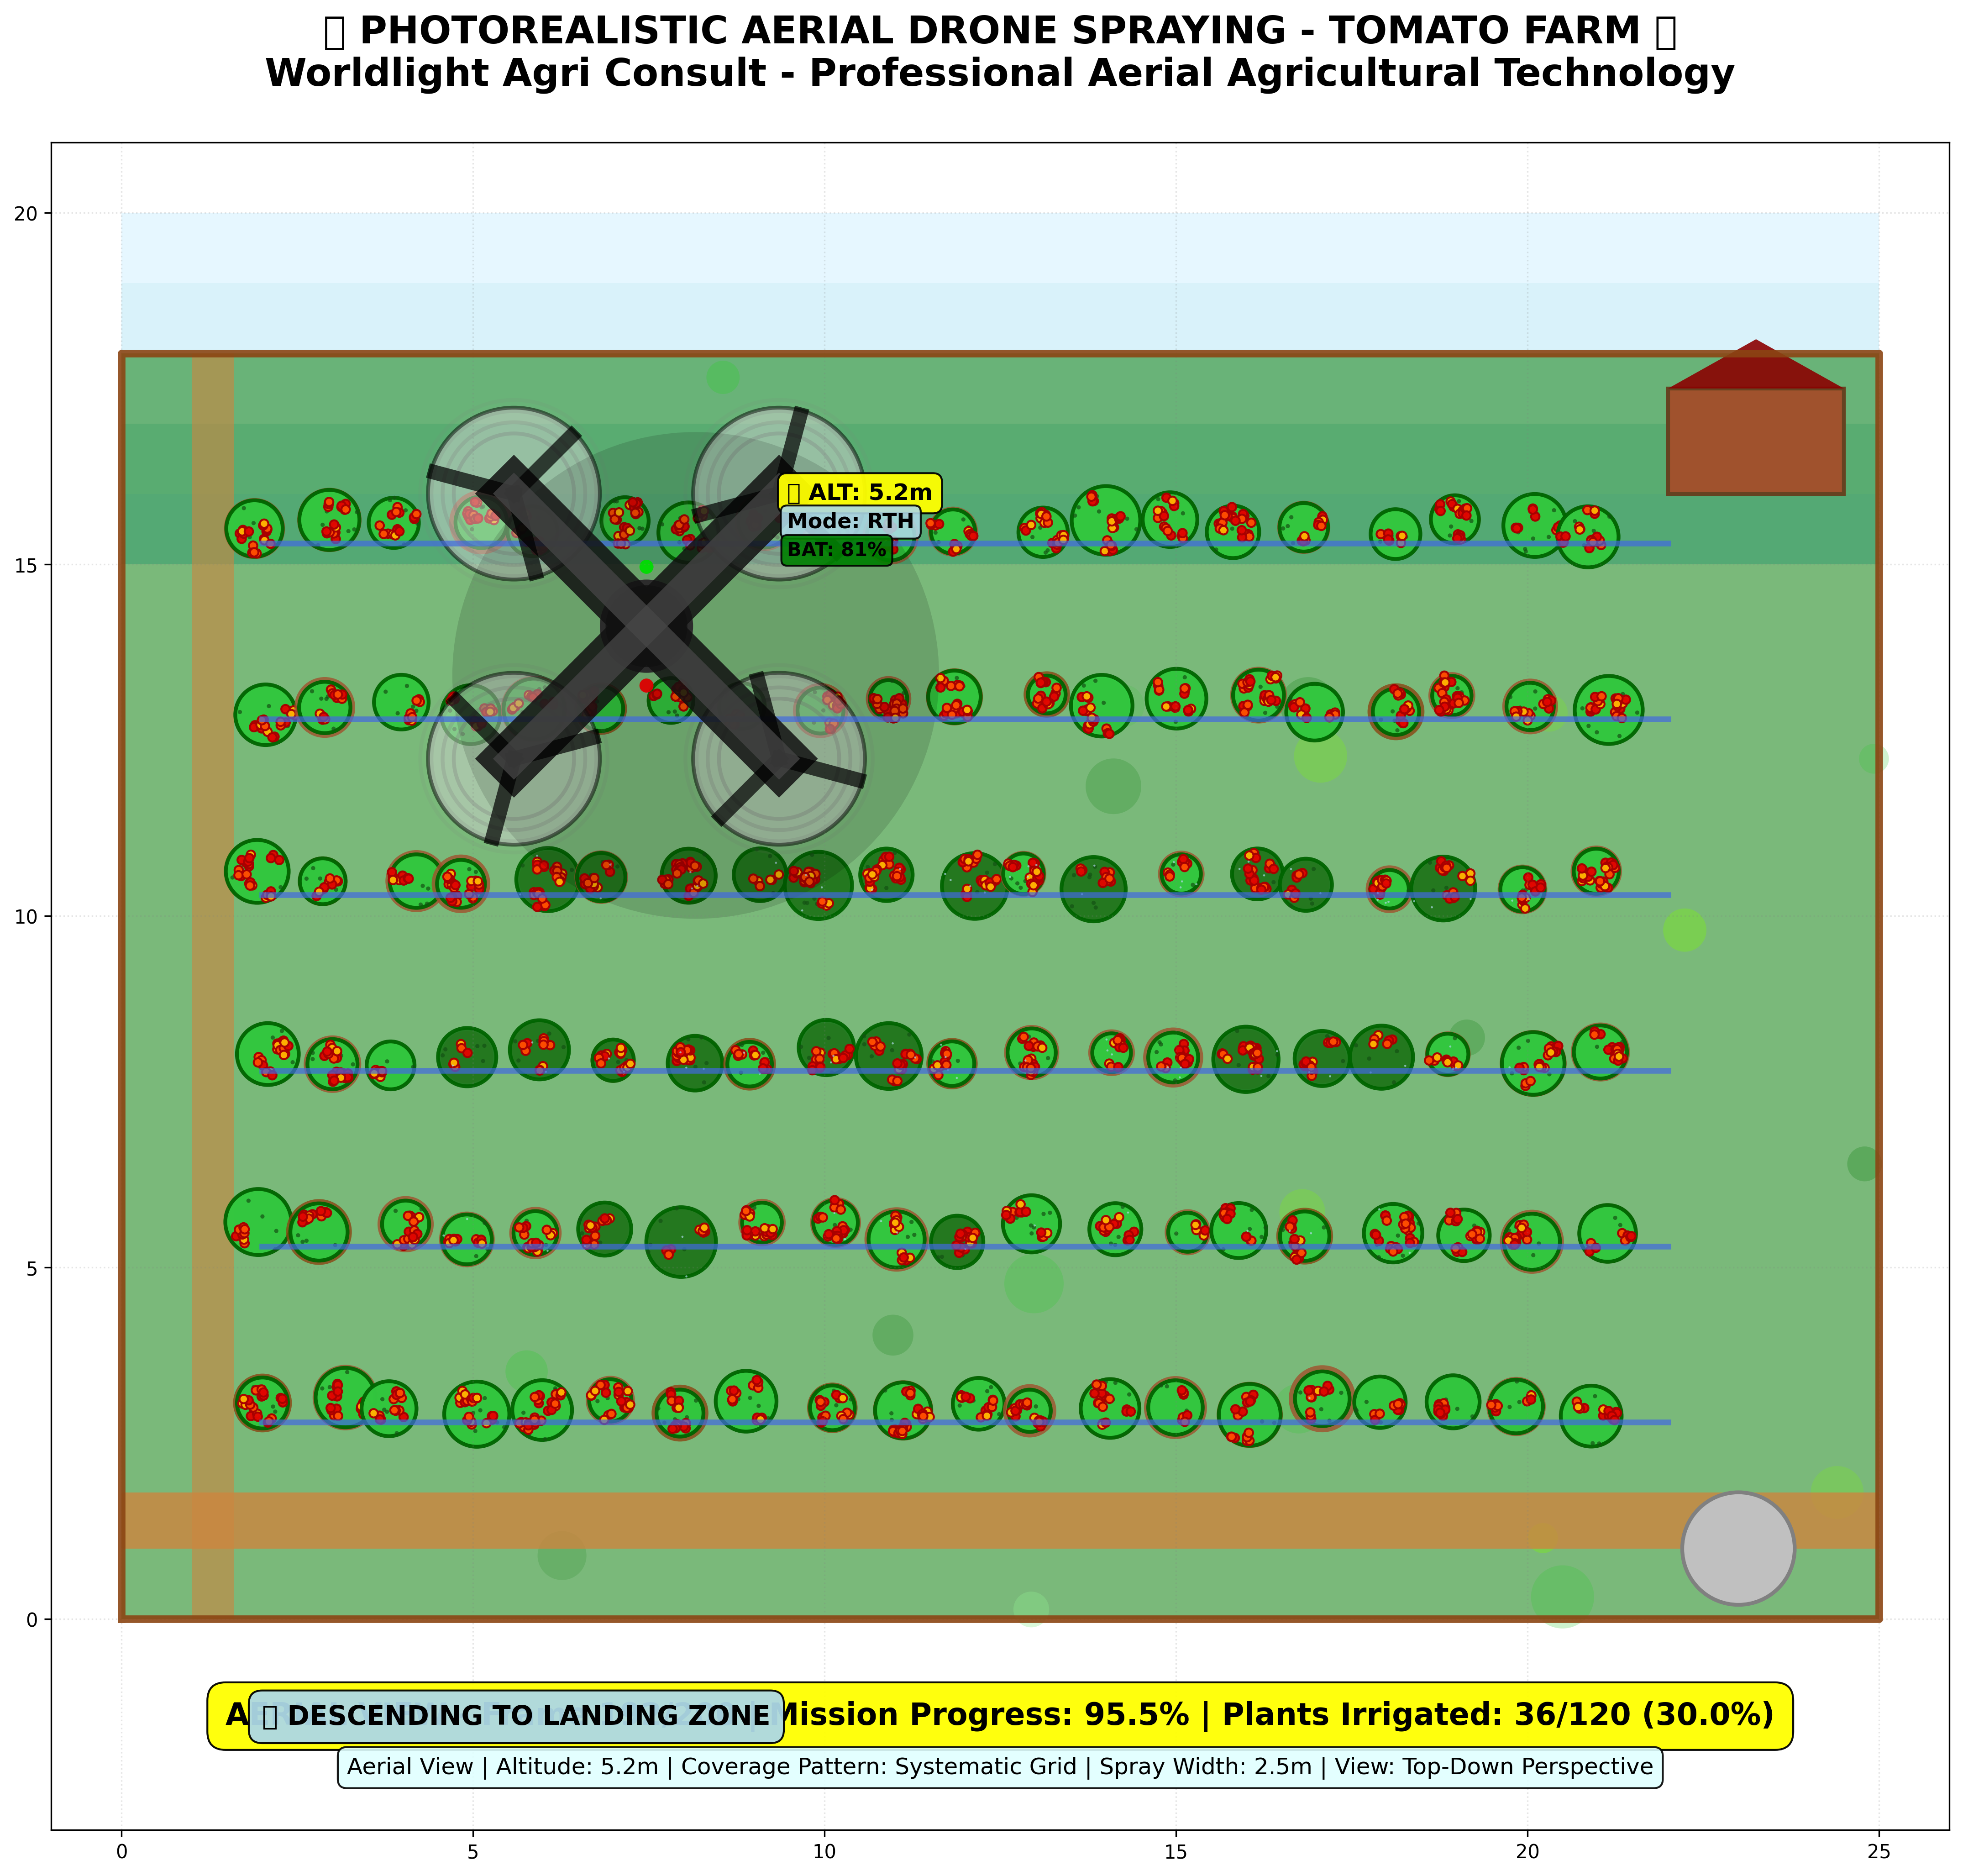 ▯ PHOTOREALISTIC AERIAL DRONE SPRAYING - TOMATO FARM ▯
Worldlight Agri Consult - Professional Aerial Agricultural Technology
20
15
10
5
0
▯ ALT: 5.2m
Mode: RTH
BAT: 81%
▯ DESCENDING TO LANDING ZONE
Mission Progress: 95.5% | Plants Irrigated: 36/120 (30.0%)
Aerial View | Altitude: 5.2m | Coverage Pattern: Systematic Grid | Spray Width: 2.5m | View: Top-Down Perspective
0 5 10 15 20 25